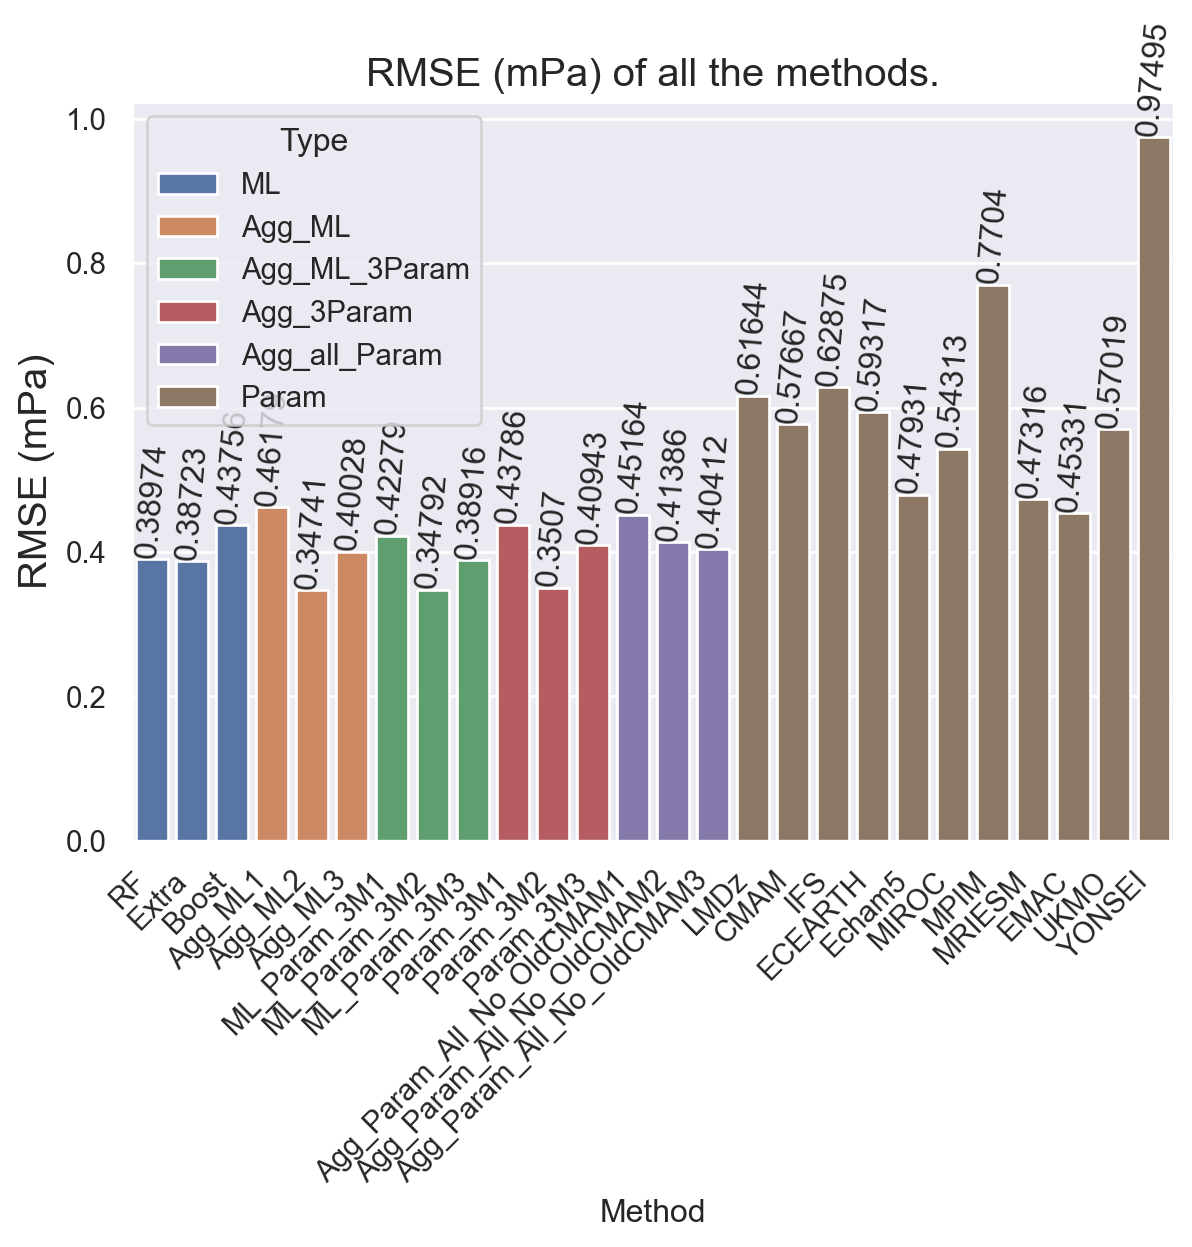 RMSE (mPa) of all the methods.
RMSE (mPa)
1.0
0.8
0.6
0.4
0.2
0.0
Type
ML
Agg_ML
Agg_ML_3Param
Agg_3Param
Agg_all_Param
Param
0.38974
0.38723
0.43756
0.34741
0.40028
0.42279
0.34792
0.38916
0.43786
0.3507
0.40943
0.45164
0.41386
0.40412
0.61644
0.57667
0.62875
0.59317
0.47931
0.54313
0.7704
0.47316
0.45331
0.57019
0.97495
RF
Extra
Boost
Agg_ML1
Agg_ML2
Agg_ML3
ML_Param_3M1
ML_Param_3M2
ML_Param_3M3
Param_3M1
Param_3M2
Param_3M3
Agg_Param_All_No_OldCMAM1
Agg_Param_All_No_OldCMAM2
Agg_Param_All_No_OldCMAM3
LMDz
CMAM
IFS
ECEARTH
Echam5
MIROC
MPIM
MRIESM
EMAC
UKMO
YONSEI
Method